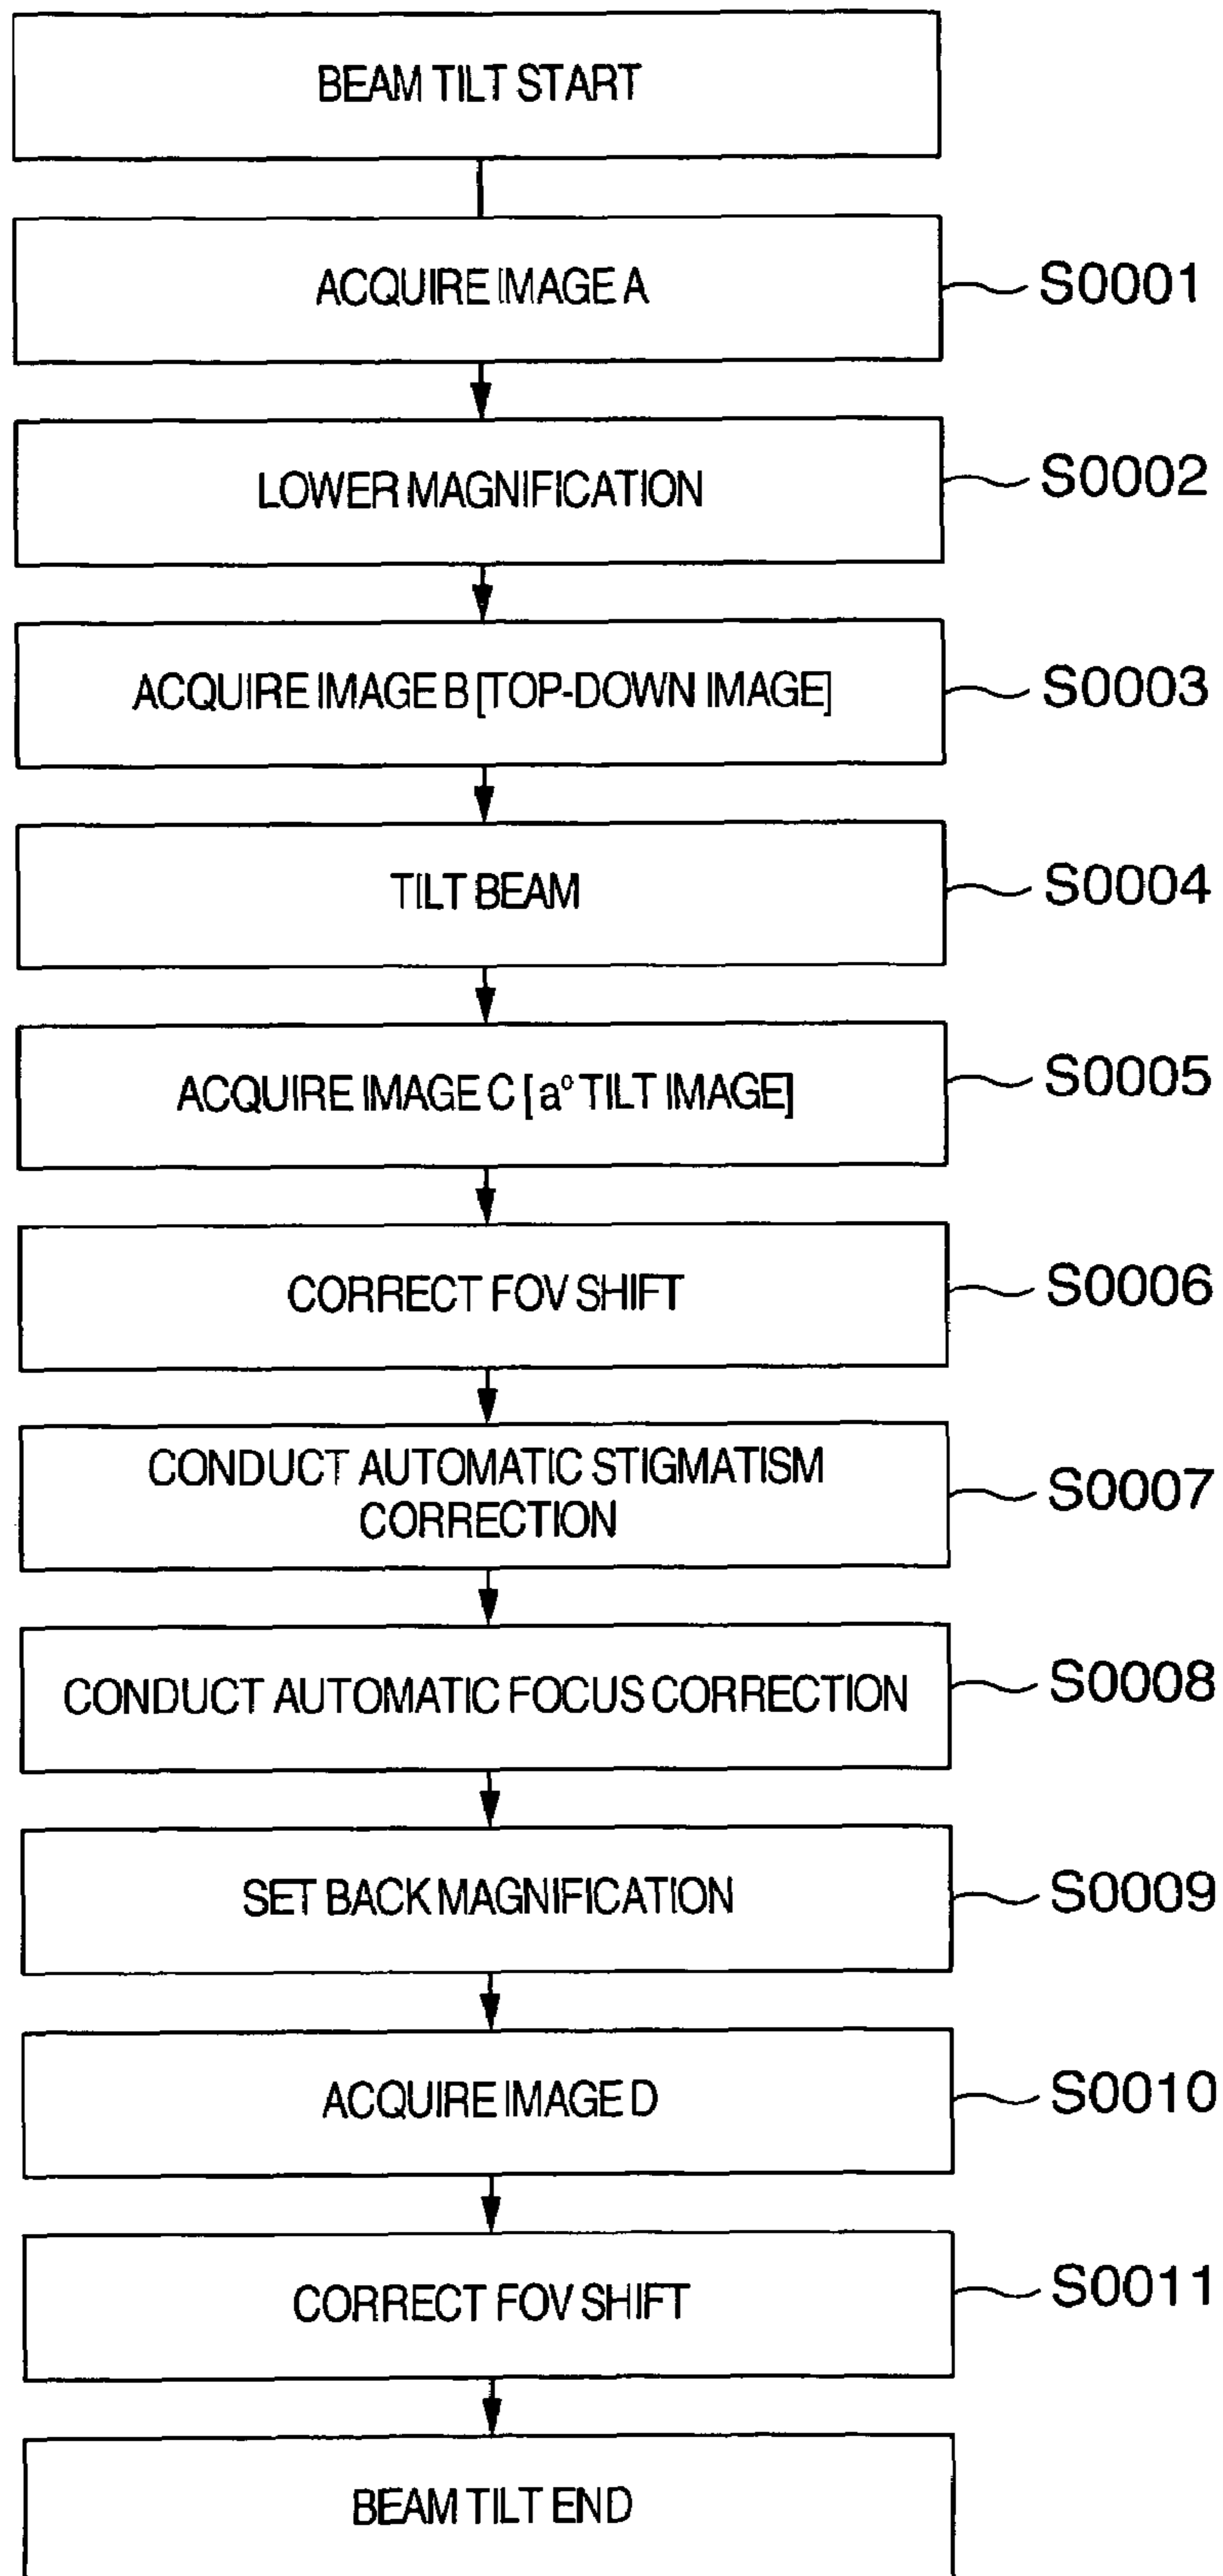 BEAM TILT START
ACQUIRE IMAGE A
S0001
LOWER MAGNIFICATION
S0002
ACQUIRE IMAGE B [TOP-DOWN IMAGE]
S0003
TILT BEAM
S0004
ACQUIRE IMAGE C [a° TILT IMAGE]
S0005
CORRECT FOV SHIFT
S0006
CONDUCT AUTOMATIC STIGMATISM
CORRECTION
S0007
CONDUCT AUTOMATIC FOCUS CORRECTION
S0008
SET BACK MAGNIFICATION
S0009
ACQUIRE IMAGE D
S0010
CORRECT FOV SHIFT
S0011
BEAM TILT END